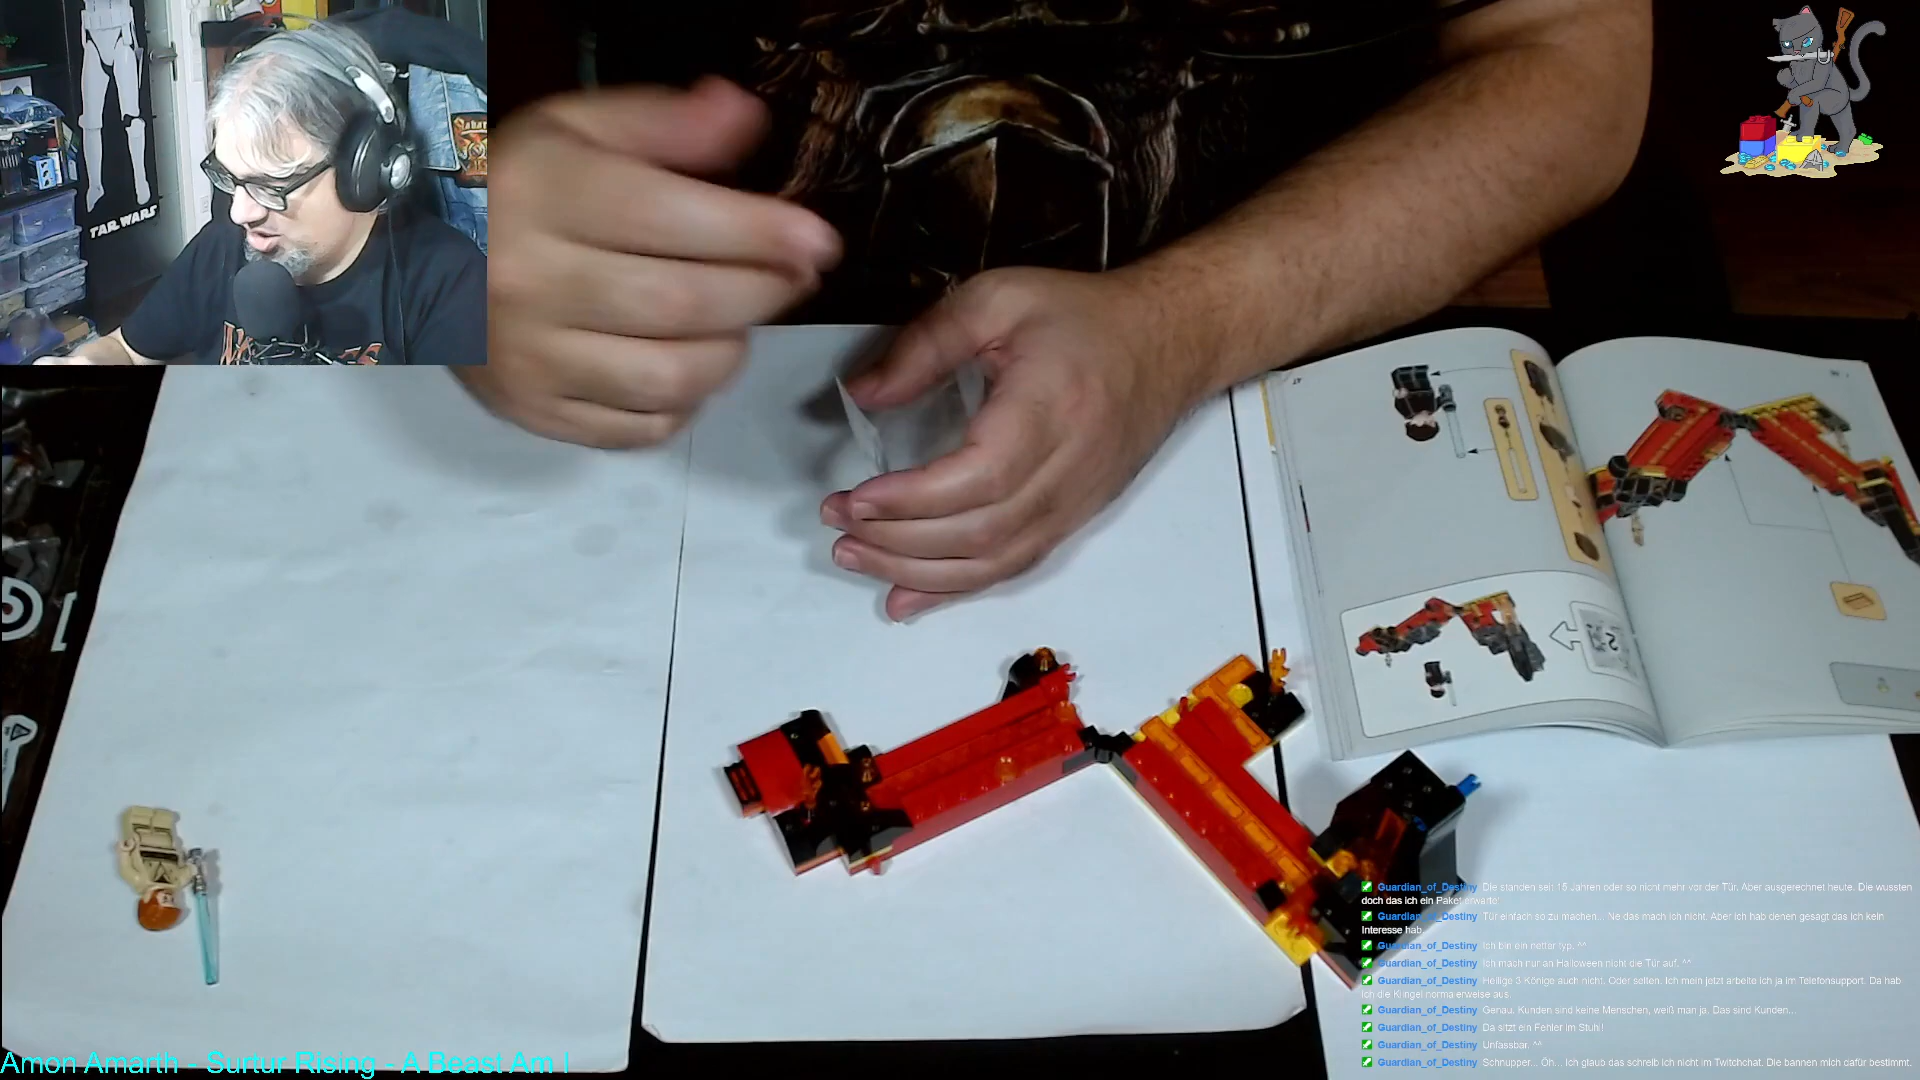 TAR WARS
Guardian_of_Destiny Die standen seit 15 Jahren oder so nicht mehr vor der Tür. Aber ausgerechnet heute. Die wussten
doch das ich ein Paket erwarte!
Guardian_of_Destiny Tür einfach so zu machen... Ne das mach ich nicht. Aber ich hab denen gesagt das ich kein
Interesse hab.
Guardian_of_Destiny Ich bin ein netter typ. ^^
Guardian_of_Destiny Ich mach nur an Halloween nicht die Tür auf. ^^
Guardian_of_Destiny Heilige 3 Könige auch nicht. Oder selten. Ich mein jetzt arbeite ich ja im Telefonsupport. Da hab
ich die Klingel normalerweise aus.
Guardian_of_Destiny Genau. Kunden sind keine Menschen, weiß man ja. Das sind Kunden...
Guardian_of_Destiny Da sitzt ein Fehler im Stuhl!
Guardian_of_Destiny Unfassbar. ^^
Guardian_of_Destiny Schnupper... Öh... Ich glaub das schreib ich nicht im Twitchchat. Die bannen mich dafür bestimmt.
Amon Amarth - Surtur Rising - A Beast Am I